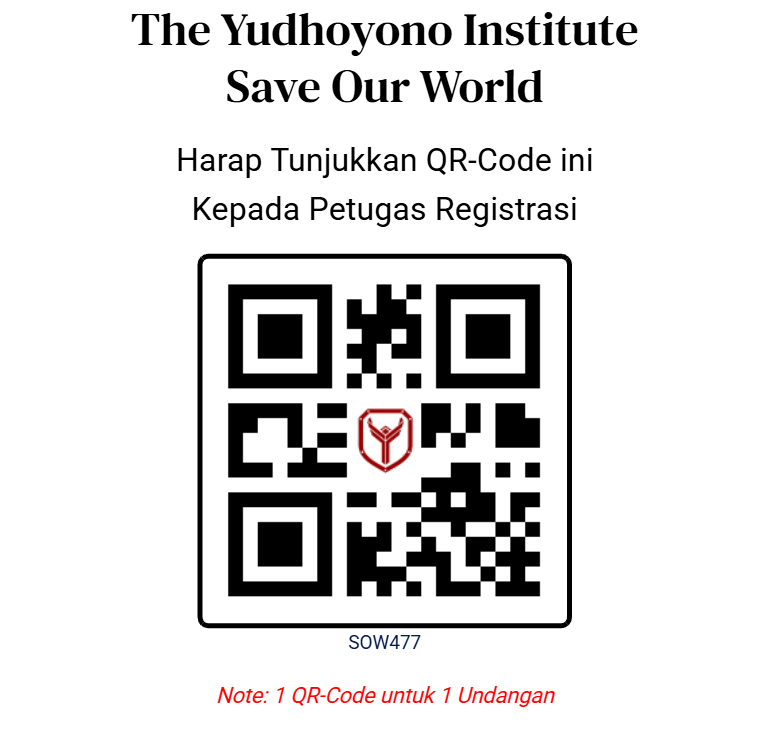 The Yudhoyono Institute
Save Our World
Harap Tunjukkan QR-Code ini
Kepada Petugas Registrasi
SOW477
Note: 1 QR-Code untuk 1 Undangan